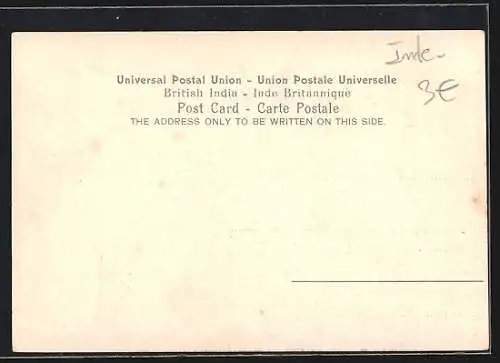 Inde-
3€
Universal Postal Union - Union Postale Universelle
British India - Indo Britannique
Post Card - Carte Postale
THE ADDRESS ONLY TO BE WRITTEN ON THIS SIDE.